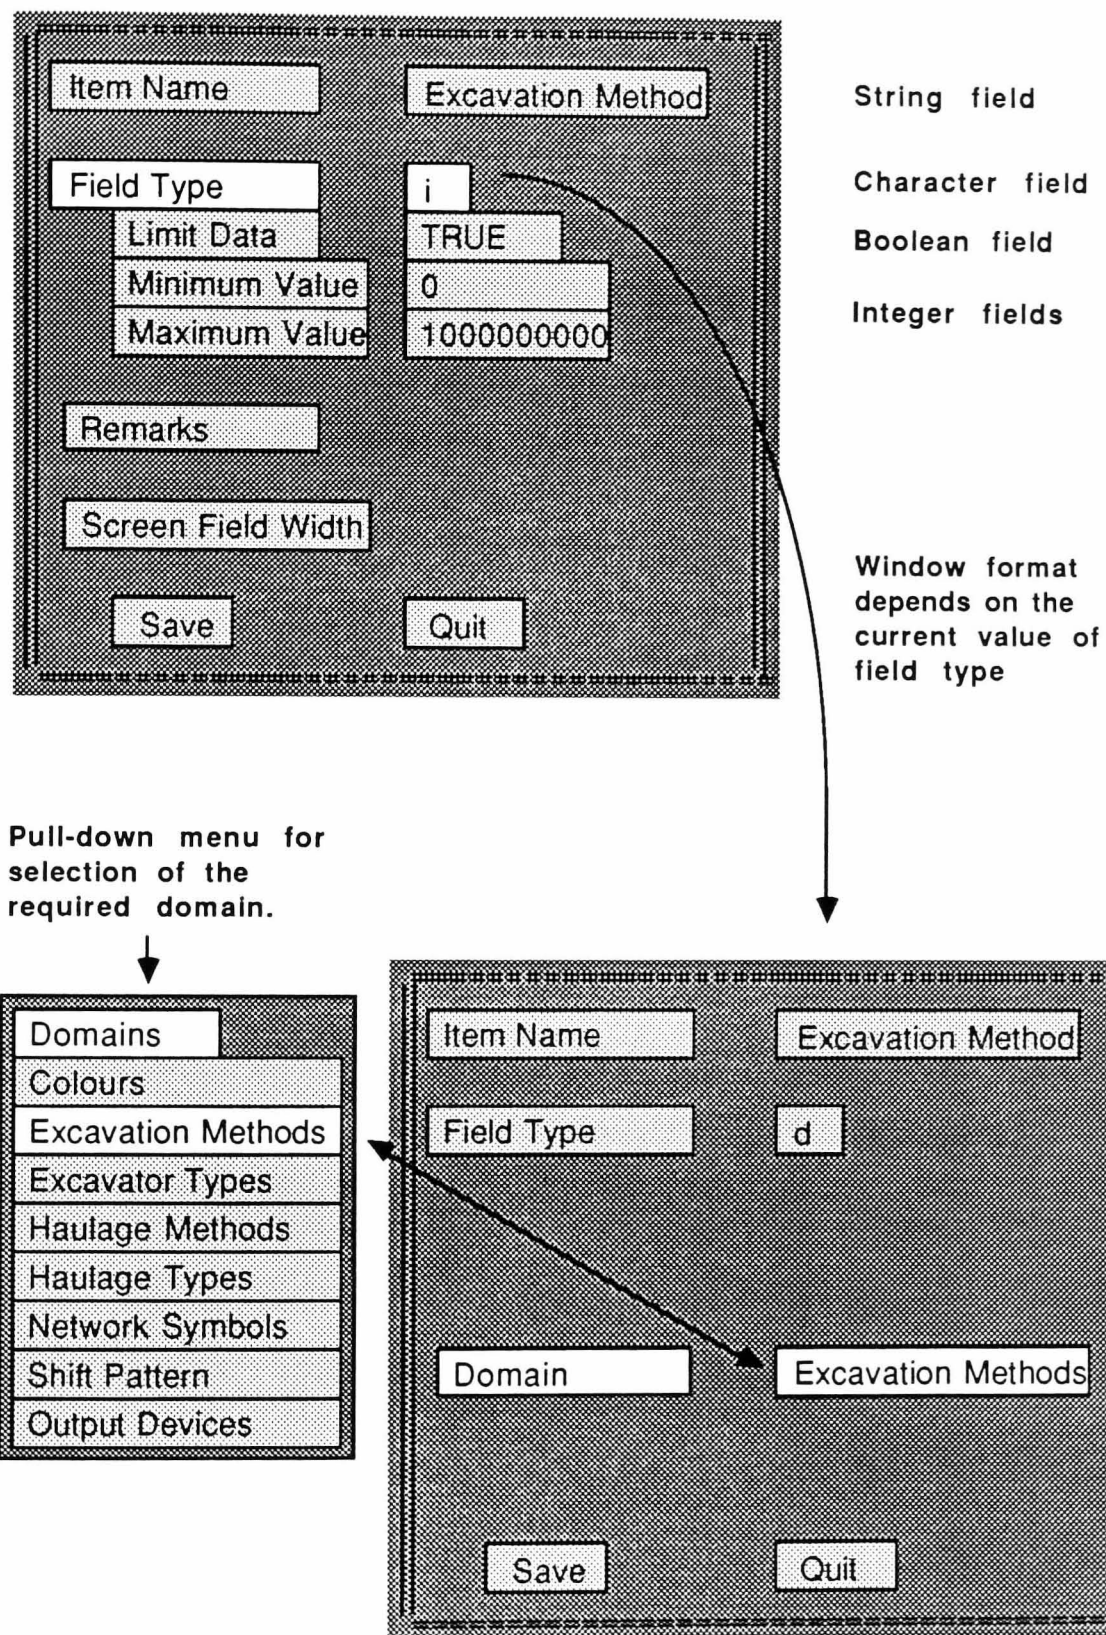 Item Name Excavation Method String field
Field Type i Character field
Limit Data TRUE Boolean field
Minimum Value 0
Integer fields
Maximum Value 1000000000
Remarks
Screen Field Width
Save Quit
Window format
depends on the
current value of
field type
Pull-down menu for
selection of the
required domain.
Domains
Colours
Excavation Methods
Excavator Types
Haulage Methods
Haulage Types
Network Symbols
Shift Pattern
Output Devices
Item Name Excavation Method
Field Type d
Domain Excavation Methods
Save Quit